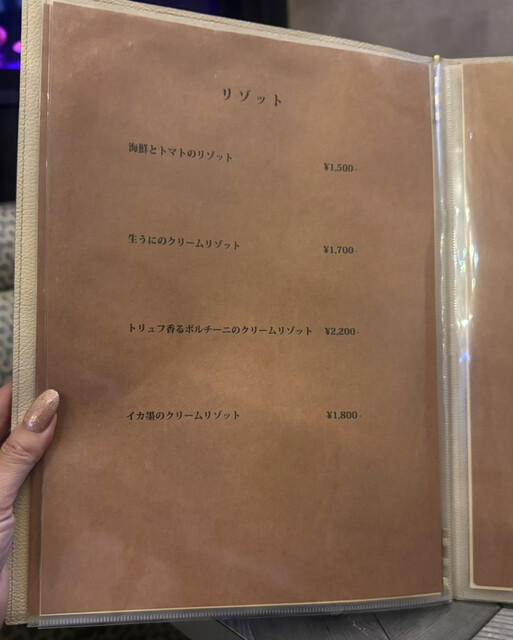 リゾット
海鮮とトマトのリゾット ¥1,500-
生うにのクリームリゾット ¥1,700-
トリュフ香るポルチーニのクリームリゾット ¥2,200-
イカ墨のクリームリゾット ¥1,800-